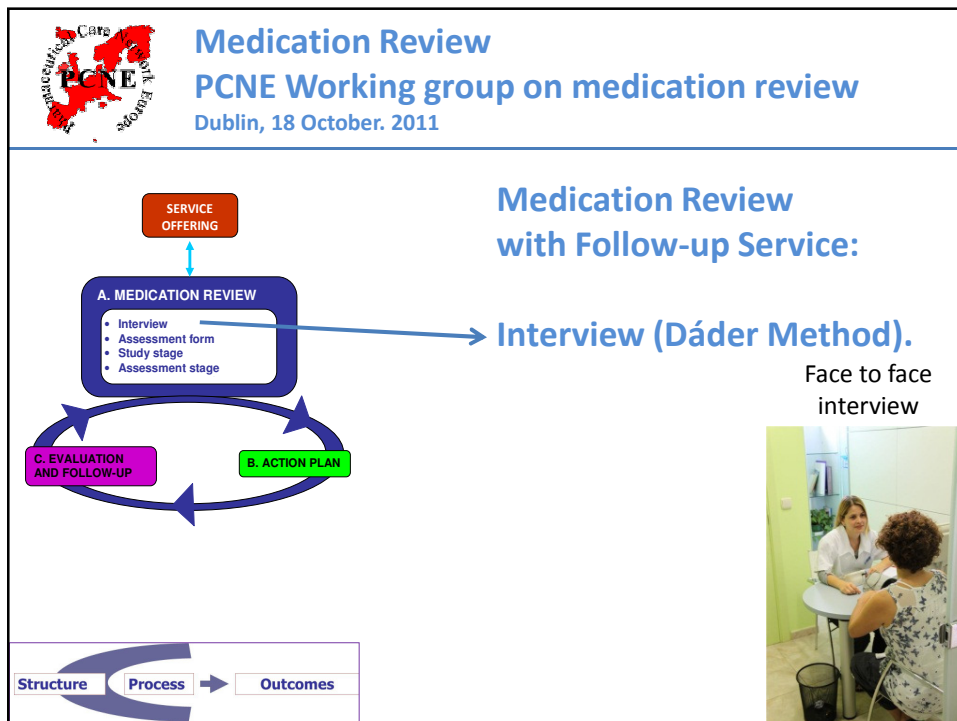 Pharmaceutical Care Network Europe
PCNE
Medication Review
PCNE Working group on medication review
Dublin, 18 October. 2011
SERVICE
OFFERING
A. MEDICATION REVIEW
• Interview
• Assessment form
• Study stage
• Assessment stage
C. EVALUATION
AND FOLLOW-UP
B. ACTION PLAN
Medication Review
with Follow-up Service:
Interview (Dáder Method).
Face to face
interview
Structure Process Outcomes